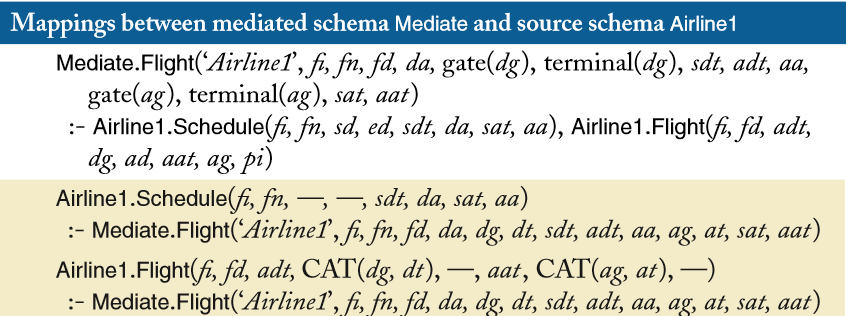 Mappings between mediated schema Mediate and source schema Airline1
Mediate.Flight(‘Airline1’, fi, fn, fd, da, gate(dg), terminal(dg), sdt, adt, aa,
gate(ag), terminal(ag), sat, aat)
:- Airline1.Schedule(fi, fn, sd, ed, sdt, da, sat, aa), Airline1.Flight(fi, fd, adt,
dg, ad, aat, ag, pi)
Airline1.Schedule(fi, fn, —, —, sdt, da, sat, aa)
:- Mediate.Flight(‘Airline1’, fi, fn, fd, da, dg, dt, sdt, adt, aa, ag, at, sat, aat)
Airline1.Flight(fi, fd, adt, CAT(dg, dt), —, aat, CAT(ag, at), —)
:- Mediate.Flight(‘Airline1’, fi, fn, fd, da, dg, dt, sdt, adt, aa, ag, at, sat, aat)